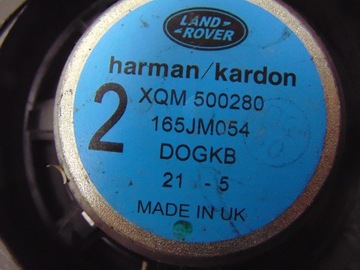 LAND
ROVER
harman/kardon
2
XQM 500280
165JM054
DOGKB
21 - 5
MADE IN UK